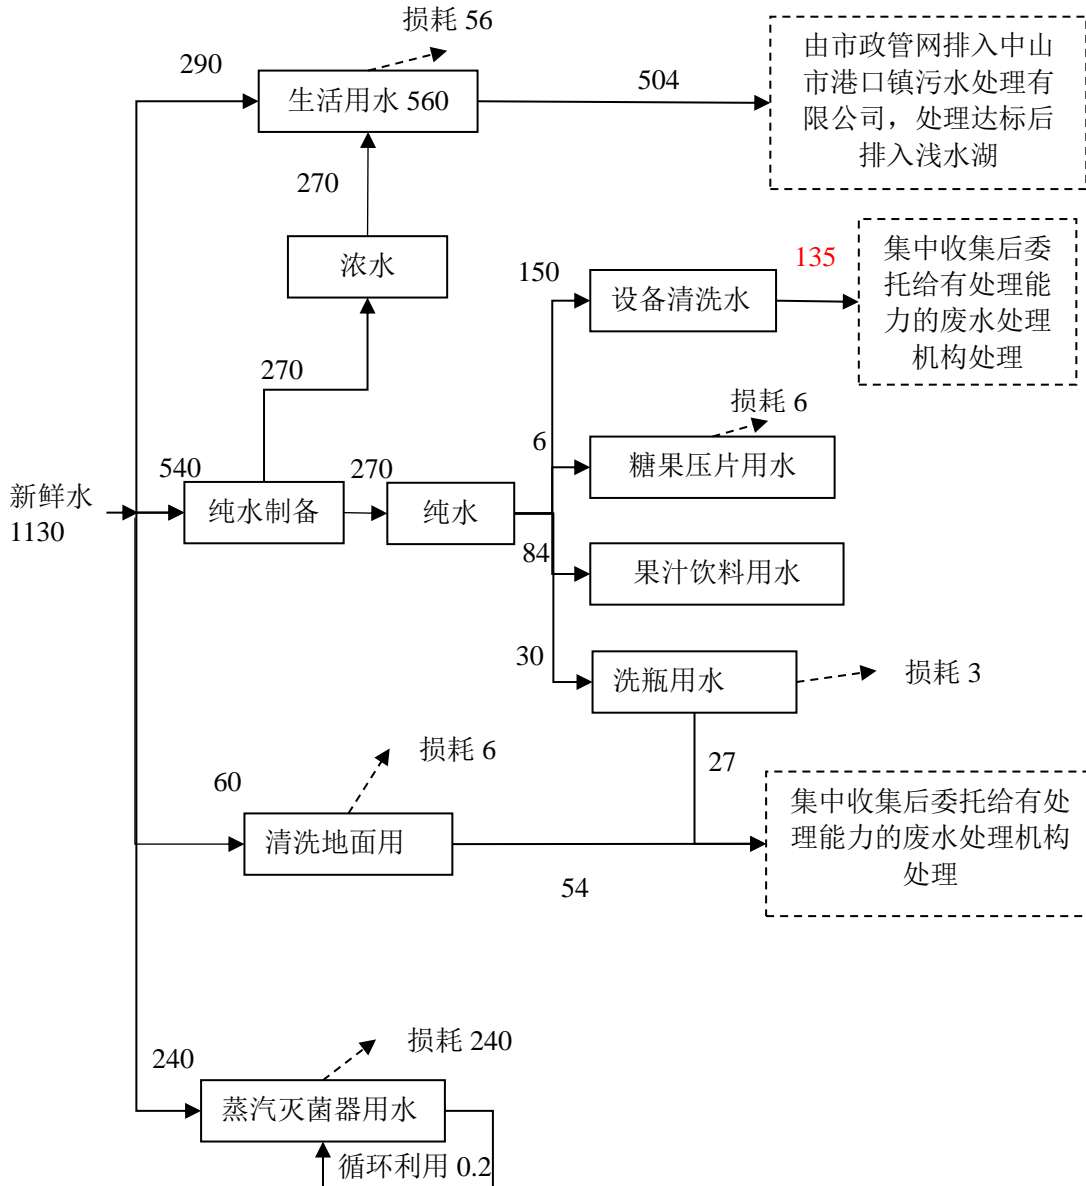 损耗 56
290
生活用水 560
504
由市政管网排入中山
市港口镇污水处理有
限公司，处理达标后
排入浅水湖
270
浓水
150
设备清洗水
135
集中收集后委
托给有处理能
力的废水处理
机构处理
270
损耗 6
6
糖果压片用水
新鲜水
1130
540
纯水制备
270
纯水
84
果汁饮料用水
30
洗瓶用水
损耗 3
损耗 6
60
清洗地面用
27
54
集中收集后委托给有处
理能力的废水处理机构
处理
损耗 240
240
蒸汽灭菌器用水
循环利用 0.2